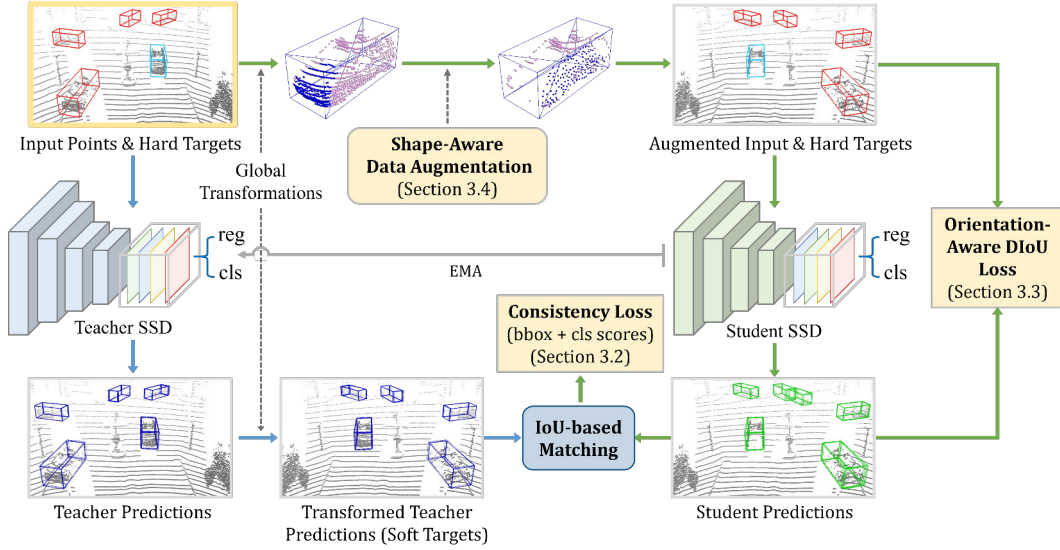 Input Points & Hard Targets
Shape-Aware
Data Augmentation
(Section 3.4)
Augmented Input & Hard Targets
Global
Transformations
reg
cls
EMA
reg
cls
Orientation-
Aware DIoU
Loss
(Section 3.3)
Teacher SSD
Consistency Loss
(bbox + cls scores)
(Section 3.2)
Student SSD
IoU-based
Matching
Teacher Predictions
Transformed Teacher
Predictions (Soft Targets)
Student Predictions